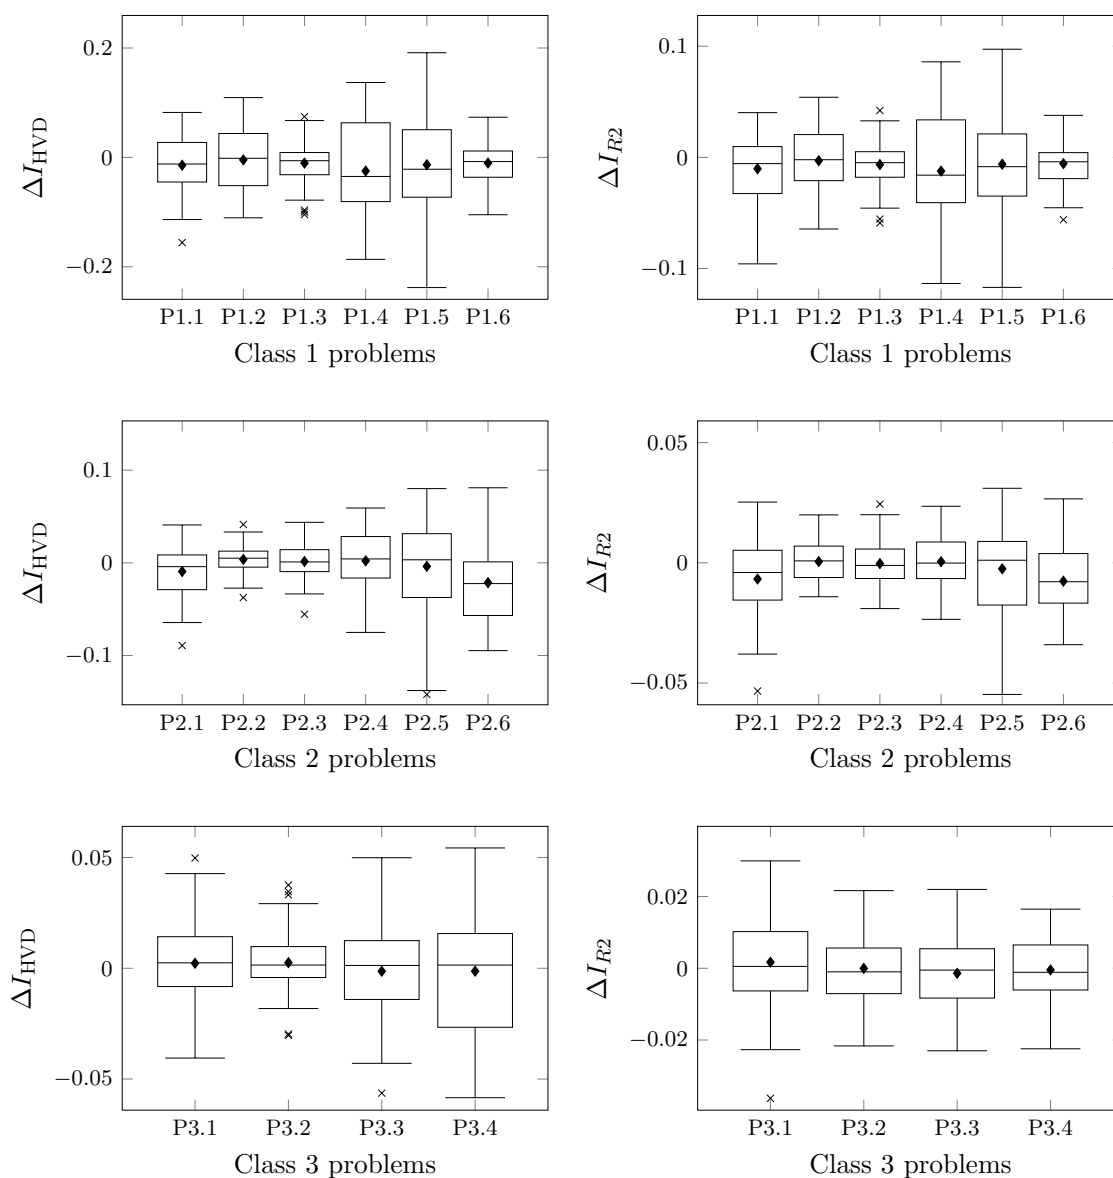 0.2
0
−0.2
ΔI_HVD
P1.1 P1.2 P1.3 P1.4 P1.5 P1.6
Class 1 problems
0.1
0
−0.1
ΔI_R2
P1.1 P1.2 P1.3 P1.4 P1.5 P1.6
Class 1 problems
0.1
0
−0.1
ΔI_HVD
P2.1 P2.2 P2.3 P2.4 P2.5 P2.6
Class 2 problems
0.05
0
−0.05
ΔI_R2
P2.1 P2.2 P2.3 P2.4 P2.5 P2.6
Class 2 problems
0.05
0
−0.05
ΔI_HVD
P3.1 P3.2 P3.3 P3.4
Class 3 problems
0.02
0
−0.02
ΔI_R2
P3.1 P3.2 P3.3 P3.4
Class 3 problems